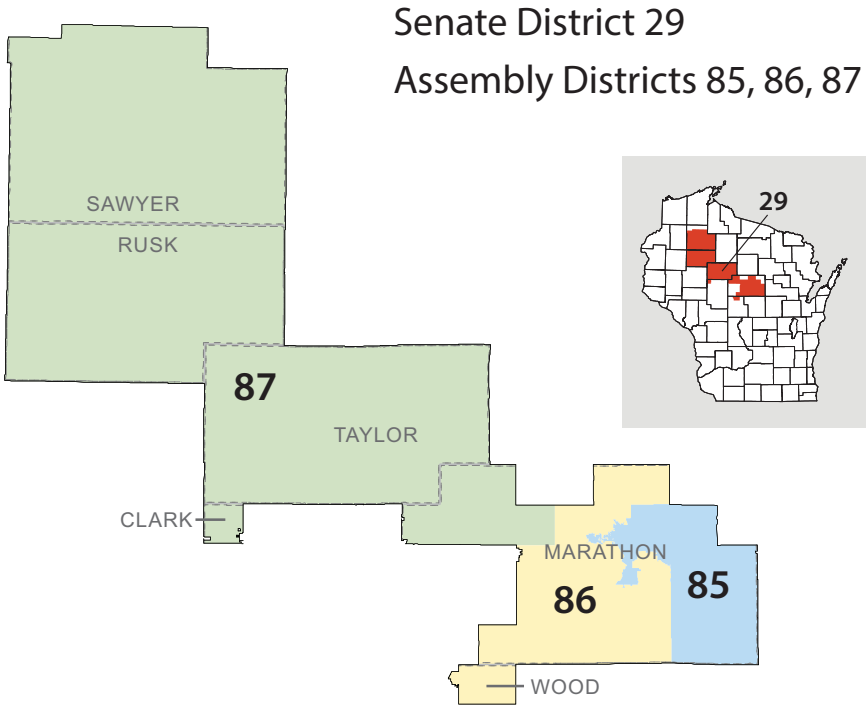 Senate District 29
Assembly Districts 85, 86, 87
29
SAWYER
RUSK
87
TAYLOR
CLARK
MARATHON
86
85
WOOD